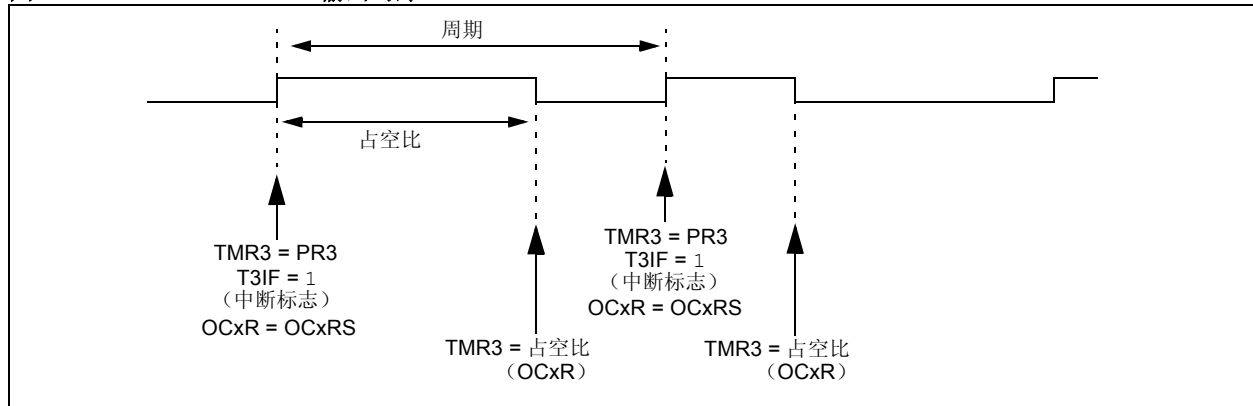 周期
占空比
TMR3 = PR3
T3IF = 1
（中断标志）
OCxR = OCxRS
TMR3 = 占空比
（OCxR）
TMR3 = PR3
T3IF = 1
（中断标志）
OCxR = OCxRS
TMR3 = 占空比
（OCxR）